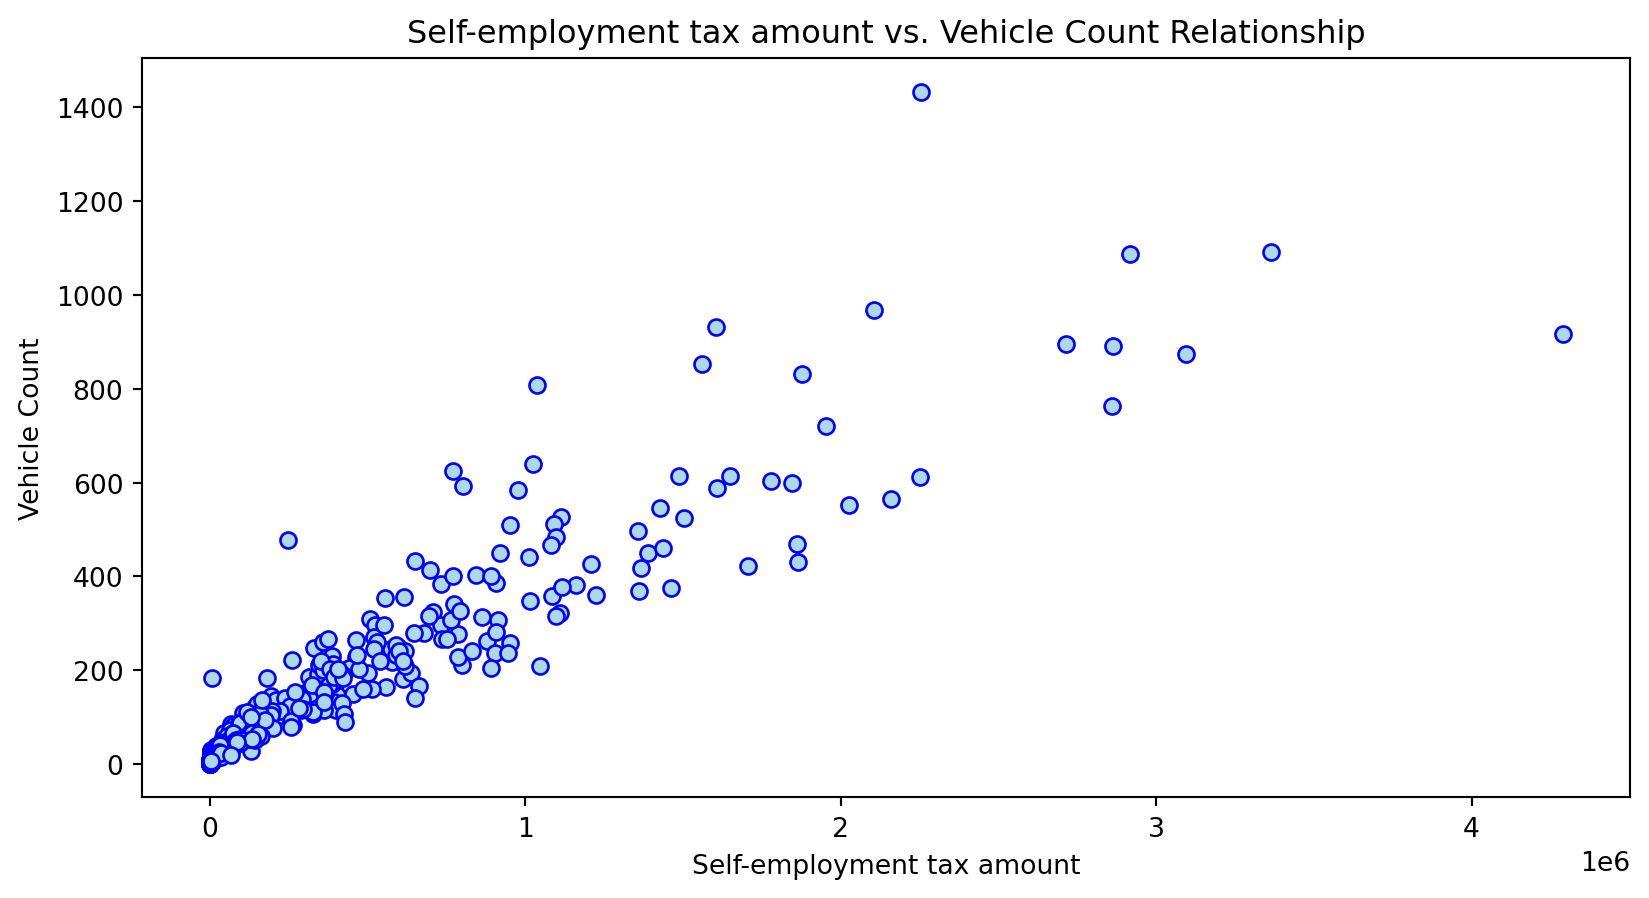 Self-employment tax amount vs. Vehicle Count Relationship
Vehicle Count
1400
1200
1000
800
600
400
200
0
0 1 2 3 4
1e6
Self-employment tax amount